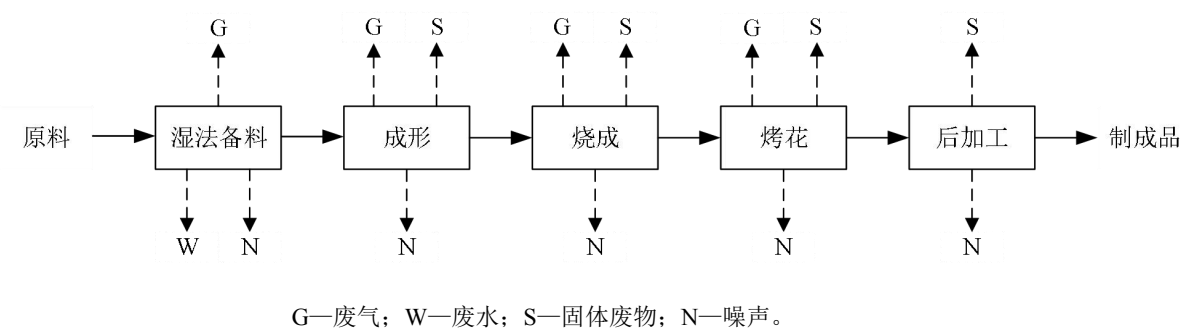 G G S G S G S S
原料 湿法备料 成形 烧成 烤花 后加工 制成品
W N N N N N
G—废气；W—废水；S—固体废物；N—噪声。